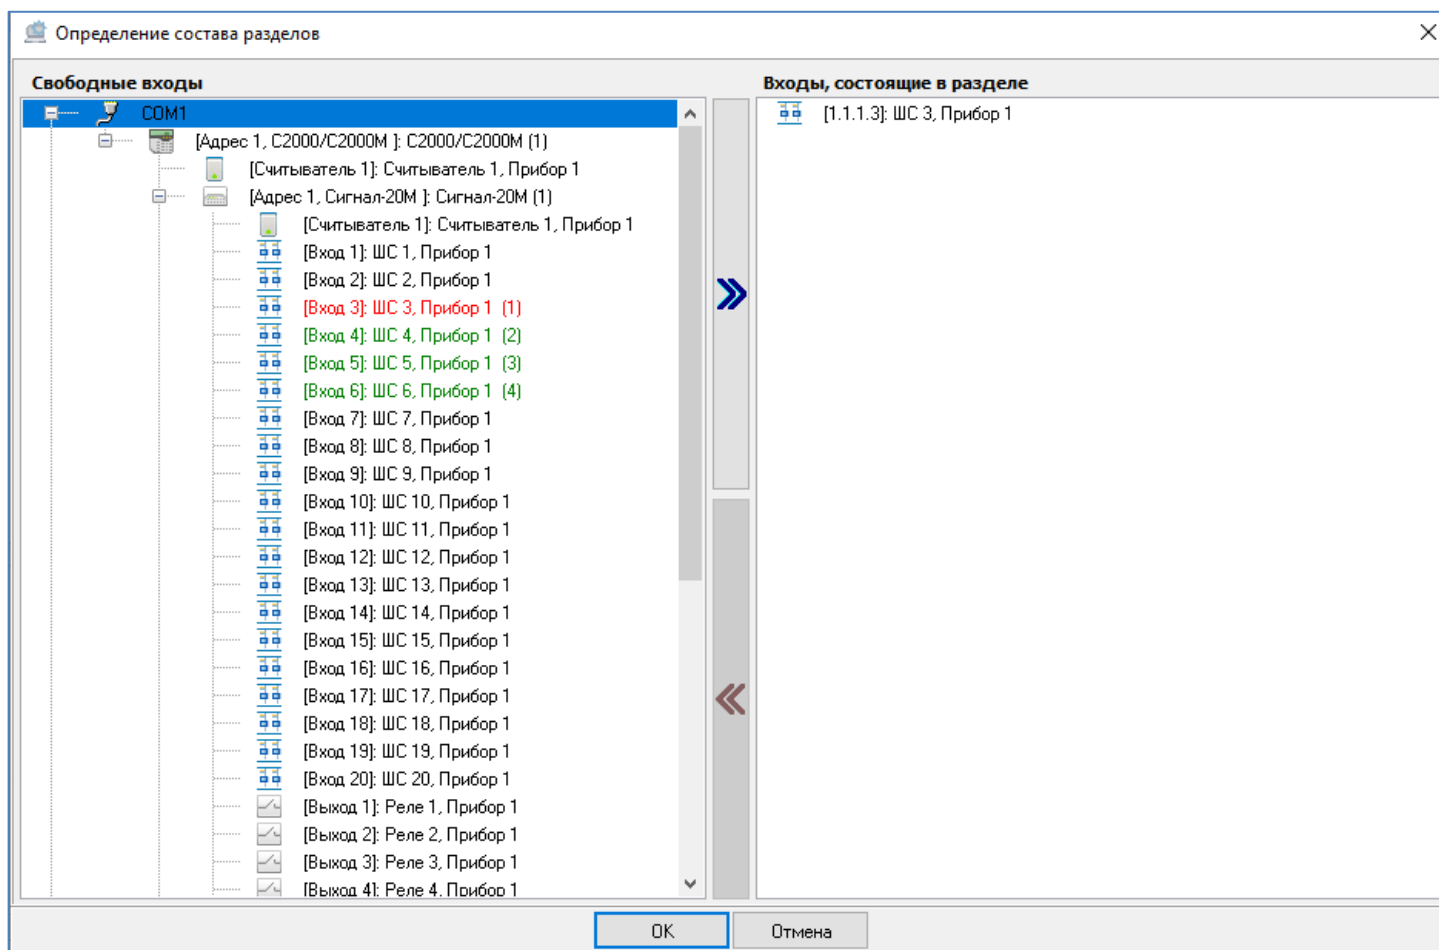 Определение состава разделов
Свободные входы
COM1
[Адрес 1, С2000/С2000М ]: С2000/С2000М (1)
[Считыватель 1]: Считыватель 1, Прибор 1
[Адрес 1, Сигнал-20М ]: Сигнал-20М (1)
[Считыватель 1]: Считыватель 1, Прибор 1
[Вход 1]: ШС 1, Прибор 1
[Вход 2]: ШС 2, Прибор 1
[Вход 3]: ШС 3, Прибор 1 (1)
[Вход 4]: ШС 4, Прибор 1 (2)
[Вход 5]: ШС 5, Прибор 1 (3)
[Вход 6]: ШС 6, Прибор 1 (4)
[Вход 7]: ШС 7, Прибор 1
[Вход 8]: ШС 8, Прибор 1
[Вход 9]: ШС 9, Прибор 1
[Вход 10]: ШС 10, Прибор 1
[Вход 11]: ШС 11, Прибор 1
[Вход 12]: ШС 12, Прибор 1
[Вход 13]: ШС 13, Прибор 1
[Вход 14]: ШС 14, Прибор 1
[Вход 15]: ШС 15, Прибор 1
[Вход 16]: ШС 16, Прибор 1
[Вход 17]: ШС 17, Прибор 1
[Вход 18]: ШС 18, Прибор 1
[Вход 19]: ШС 19, Прибор 1
[Вход 20]: ШС 20, Прибор 1
[Выход 1]: Реле 1, Прибор 1
[Выход 2]: Реле 2, Прибор 1
[Выход 3]: Реле 3, Прибор 1
[Выход 4]: Реле 4, Прибор 1
Входы, состоящие в разделе
[1.1.1.3]: ШС 3, Прибор 1
OK
Отмена